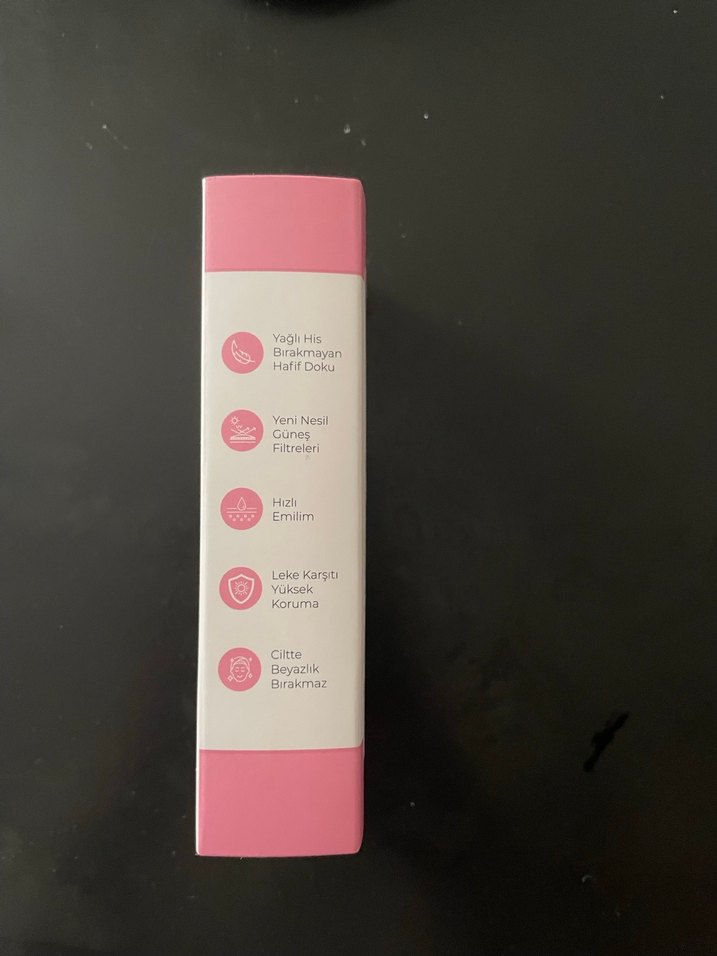 Yağlı His
Bırakmayan
Hafif Doku
Yeni Nesil
Güneş
Filtreleri
Hızlı
Emilim
Leke Karşıtı
Yüksek
Koruma
Ciltte
Beyazlık
Bırakmaz